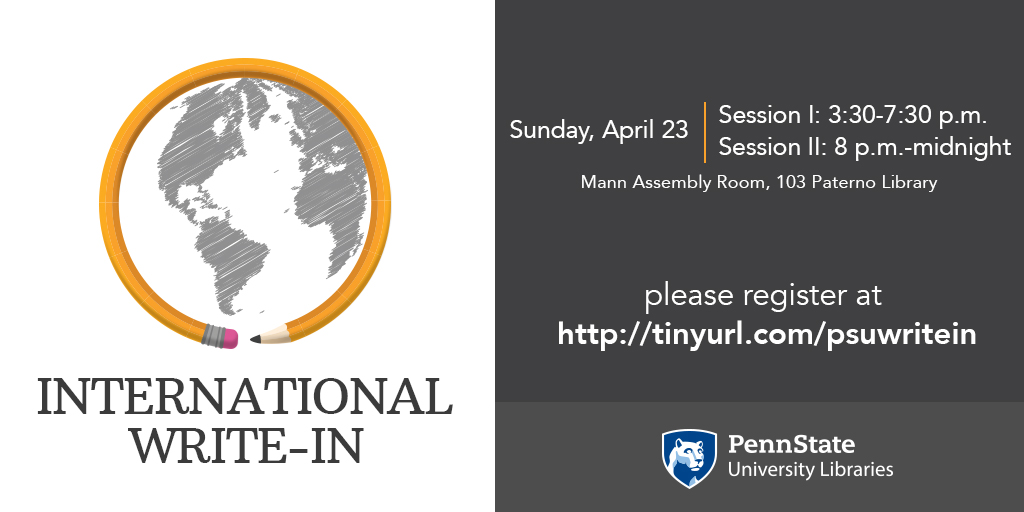 INTERNATIONAL
WRITE-IN
Sunday, April 23
Session I: 3:30-7:30 p.m.
Session II: 8 p.m.-midnight
Mann Assembly Room, 103 Paterno Library
please register at
http://tinyurl.com/psuwritein
PennState
University Libraries